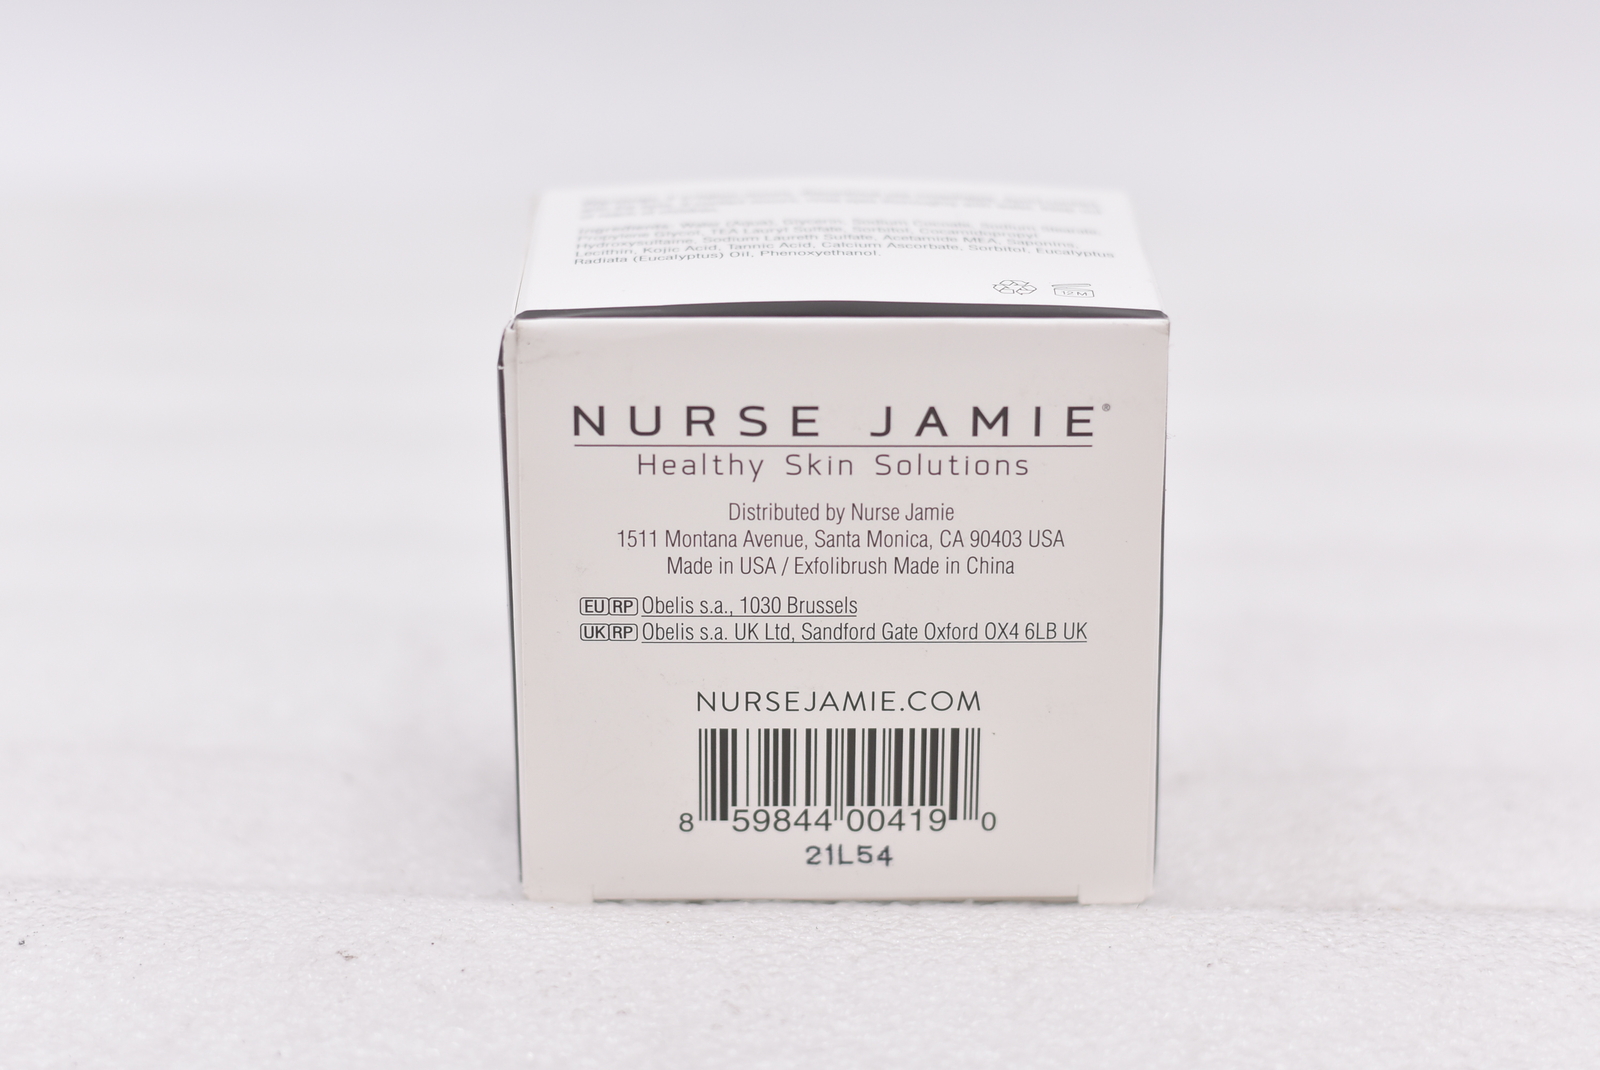 Ingredients: Water (Aqua), Glycerin, Sodium Cocoate, Sodium Stearate,
Propylene Glycol, TEA Lauryl Sulfate, Sorbitol, Cocamidopropyl
Hydroxysultaine, Sodium Laureth Sulfate, Acetamide MEA, Saponins,
Lecithin, Kojic Acid, Tannic Acid, Calcium Ascorbate, Sorbitol, Eucalyptus
Radiata (Eucalyptus) Oil, Phenoxyethanol.
12M
NURSE JAMIE®
Healthy Skin Solutions
Distributed by Nurse Jamie
1511 Montana Avenue, Santa Monica, CA 90403 USA
Made in USA / Exfolibrush Made in China
EU RP Obelis s.a., 1030 Brussels
UK RP Obelis s.a. UK Ltd, Sandford Gate Oxford OX4 6LB UK
NURSEJAMIE.COM
8 59844 00419 0
21L54